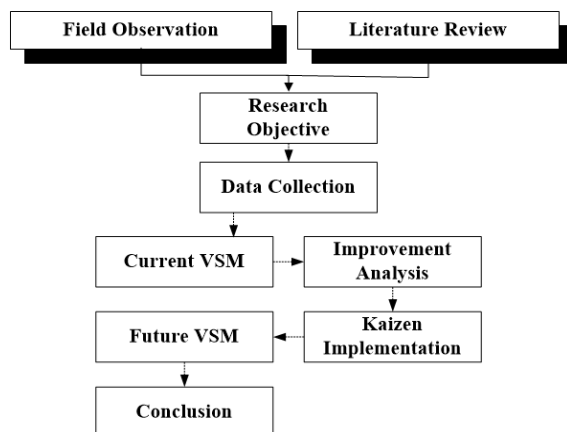 Field Observation
Literature Review
Research
Objective
Data Collection
Current VSM
Improvement
Analysis
Future VSM
Kaizen
Implementation
Conclusion